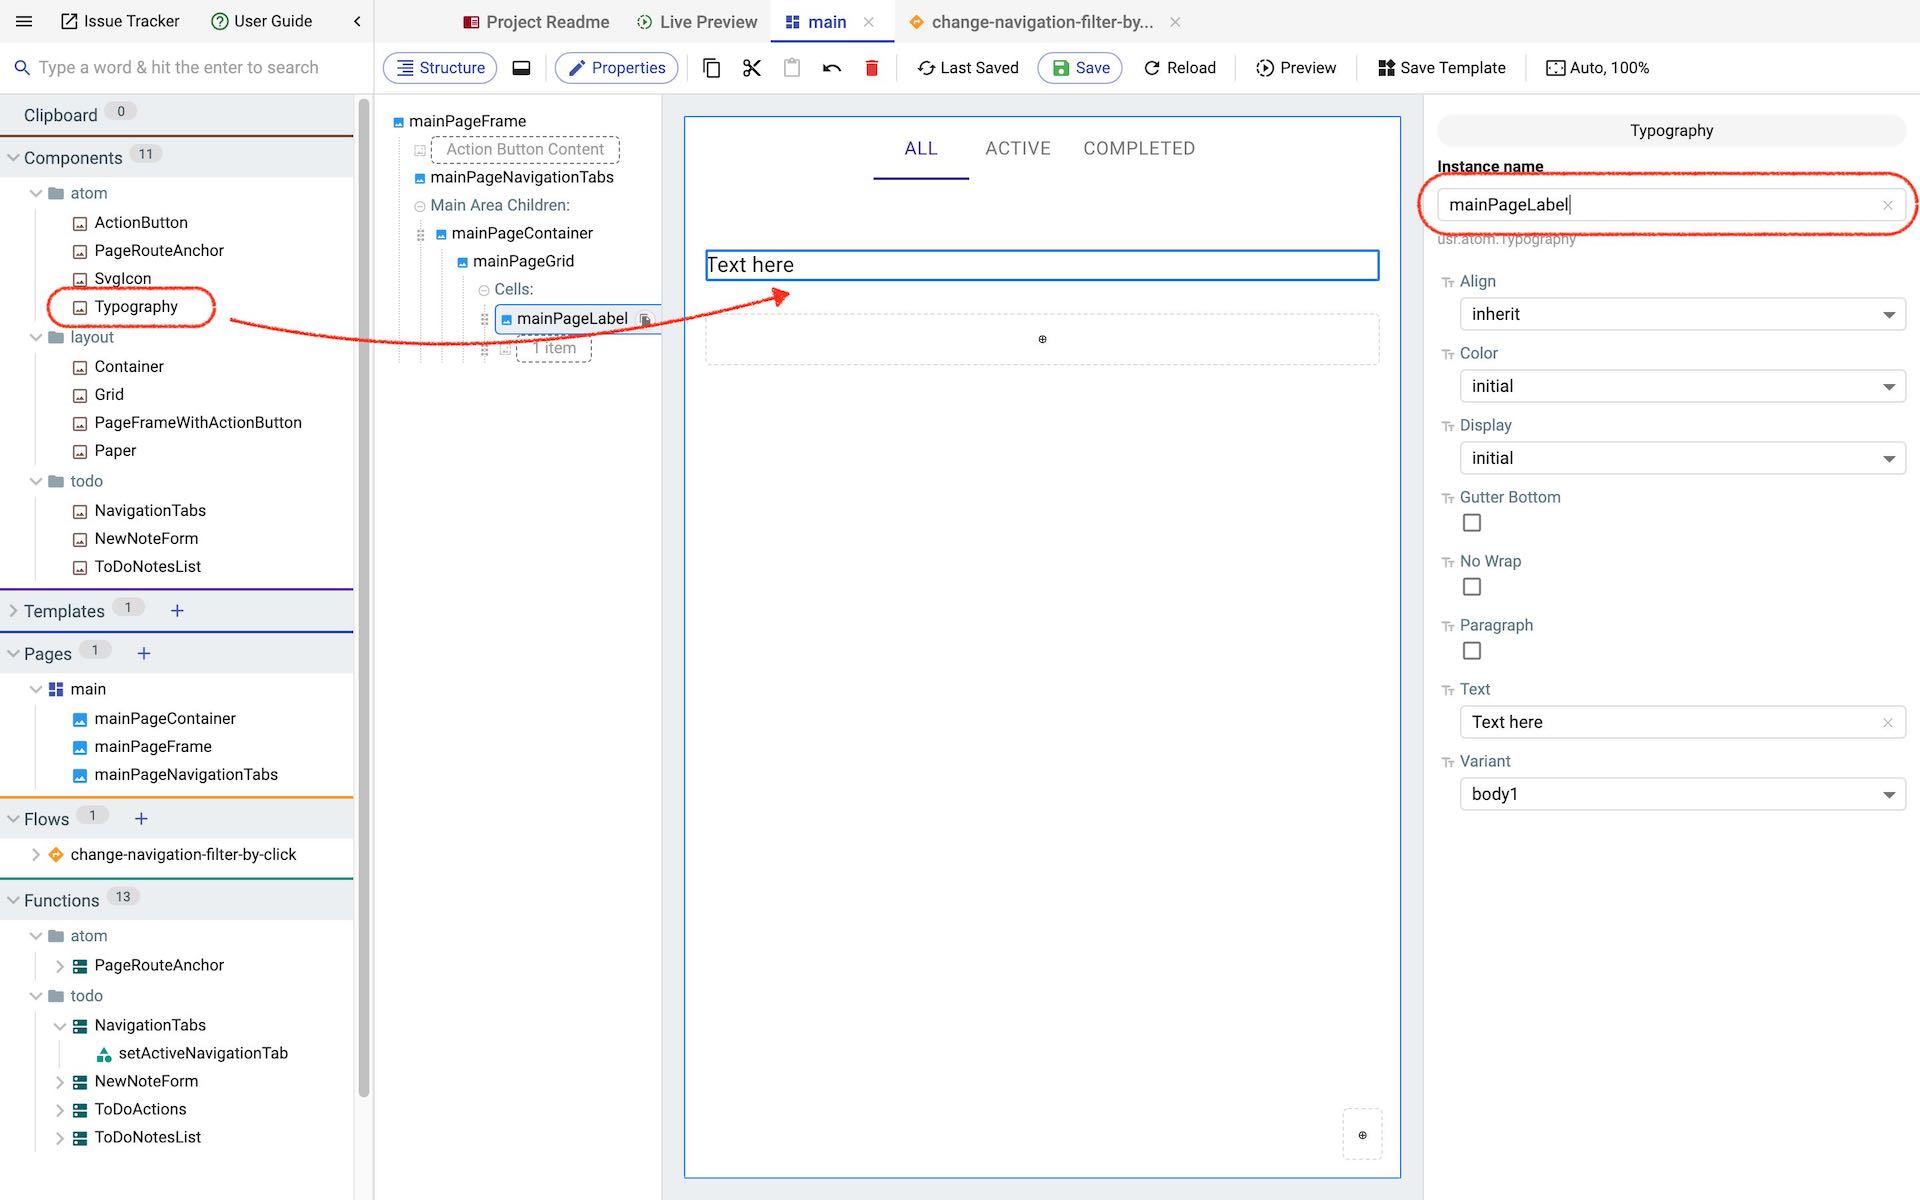 Issue Tracker
User Guide
Project Readme
Live Preview
main
change-navigation-filter-by...
Type a word & hit the enter to search
Structure
Properties
Last Saved
Save
Reload
Preview
Save Template
Auto, 100%
Clipboard 0
Components 11
atom
ActionButton
PageRouteAnchor
SvgIcon
Typography
layout
Container
Grid
PageFrameWithActionButton
Paper
todo
NavigationTabs
NewNoteForm
ToDoNotesList
Templates 1
Pages 1
main
mainPageContainer
mainPageFrame
mainPageNavigationTabs
Flows 1
change-navigation-filter-by-click
Functions 13
atom
PageRouteAnchor
todo
NavigationTabs
setActiveNavigationTab
NewNoteForm
ToDoActions
ToDoNotesList
mainPageFrame
Action Button Content
mainPageNavigationTabs
Main Area Children:
mainPageContainer
mainPageGrid
Cells:
mainPageLabel
1 item
ALL ACTIVE COMPLETED
Text here
Typography
Instance name
mainPageLabel
usr.atom.Typography
Align
inherit
Color
initial
Display
initial
Gutter Bottom
No Wrap
Paragraph
Text
Text here
Variant
body1